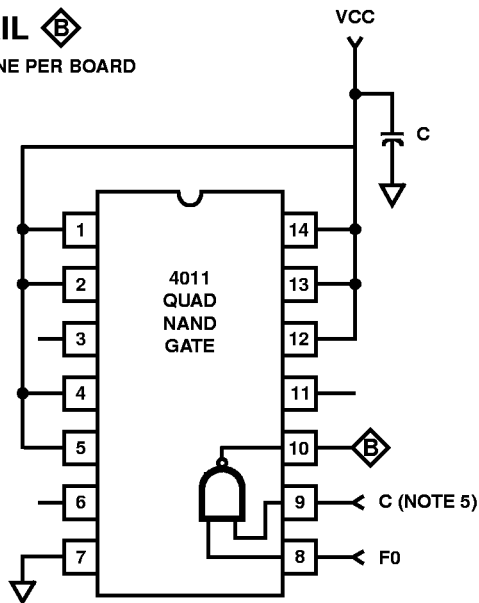 IL B
NE PER BOARD
VCC
C
4011
QUAD
NAND
GATE
1
2
3
4
5
6
7
14
13
12
11
10
9
8
B
C (NOTE 5)
F0